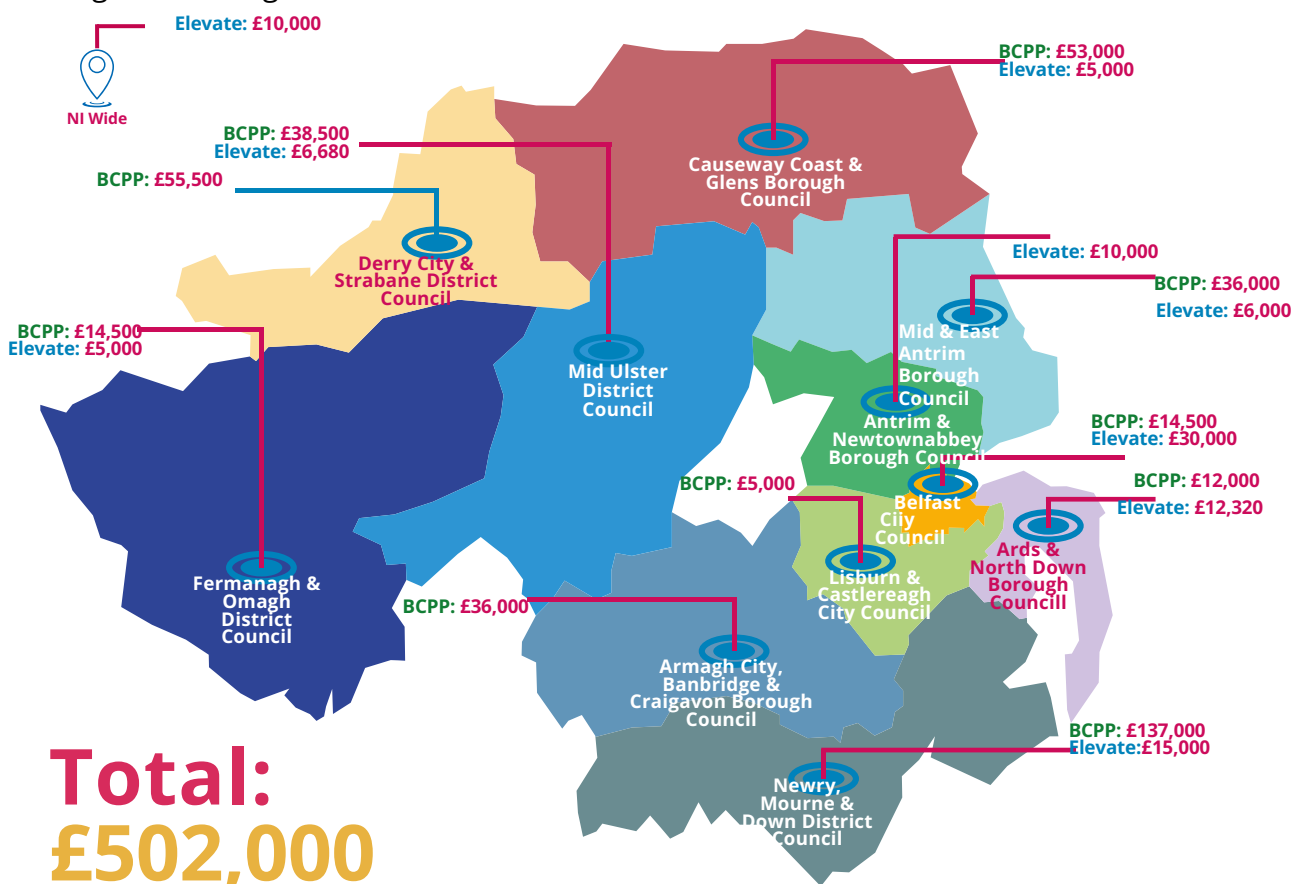 Elevate: £10,000
NI Wide
BCPP: £53,000
Elevate: £5,000
BCPP: £38,500
Elevate: £6,680
BCPP: £55,500
Causeway Coast &
Glens Borough
Council
Derry City &
Strabane District
Council
Elevate: £10,000
BCPP: £36,000
Elevate: £6,000
BCPP: £14,500
Elevate: £5,000
Mid & East
Antrim
Borough
Council
Mid Ulster
District
Council
Antrim &
Newtownabbey
Borough Council
BCPP: £14,500
Elevate: £30,000
BCPP: £5,000
BCPP: £12,000
Elevate: £12,320
Belfast
Ciiy
Council
Ards &
North Down
Borough
Councill
Lisburn &
Castlereagh
City Council
Fermanagh &
Omagh
District
Council
BCPP: £36,000
Armagh City,
Banbridge &
Craigavon Borough
Council
BCPP: £137,000
Elevate:£15,000
Newry,
Mourne &
Down District
Council
Total:
£502,000